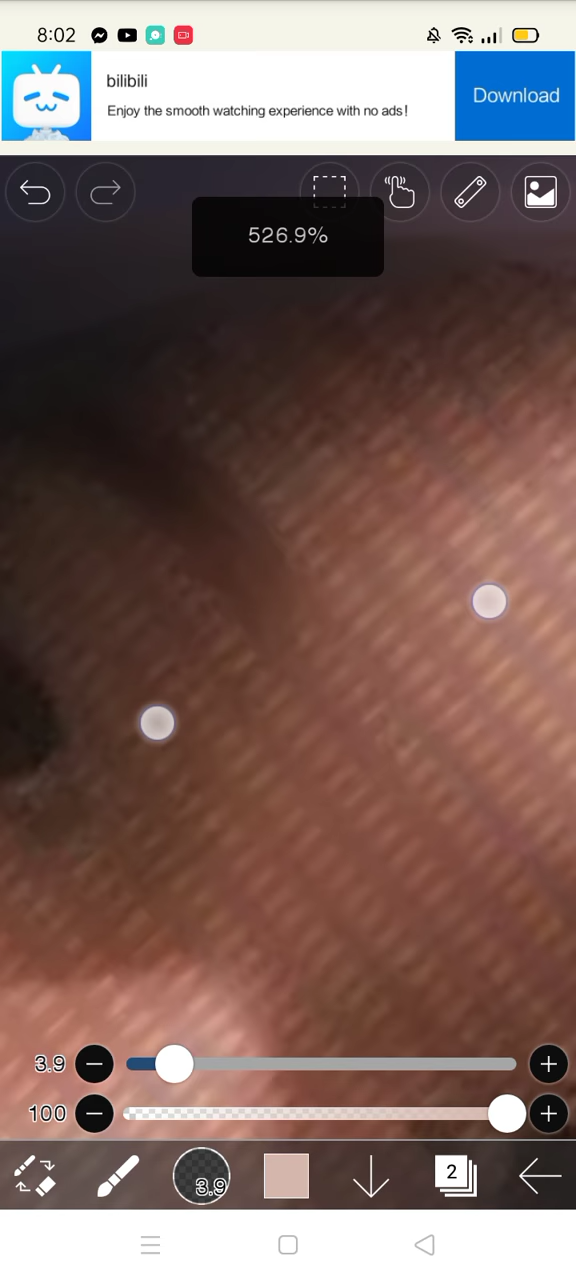 8:02
bilibili
Enjoy the smooth watching experience with no ads!
Download
526.9%
3.9
100
3.9
2